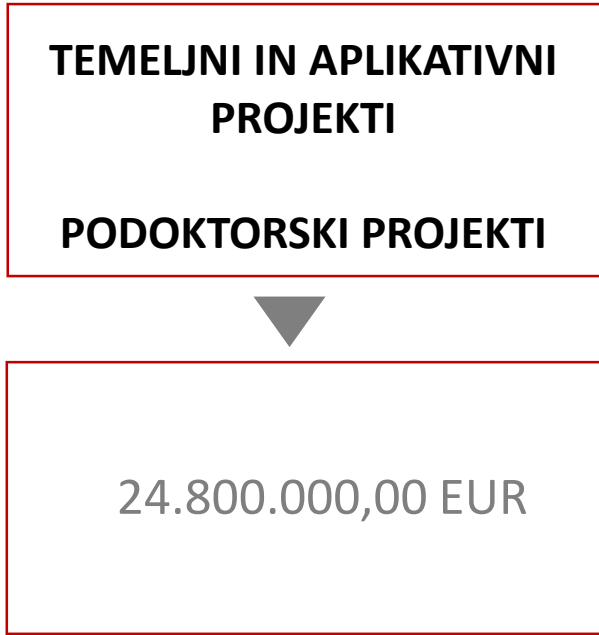 TEMELJNI IN APLIKATIVNI
PROJEKTI
PODOKTORSKI PROJEKTI
24.800.000,00 EUR